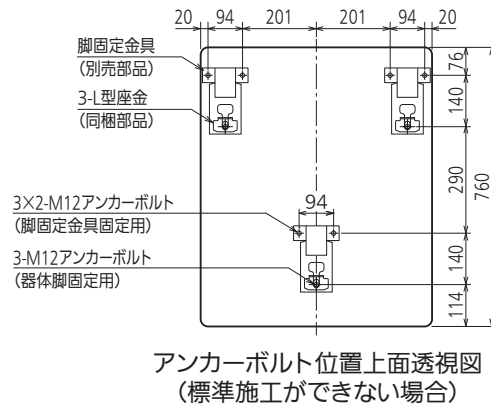 20 94 201 201 94 20
脚固定金具
(別売部品)
3-L型座金
(同梱部品)
3×2-M12アンカーボルト
(脚固定金具固定用)
3-M12アンカーボルト
(器体脚固定用)
94
76
140
290
760
140
114
アンカーボルト位置上面透視図
(標準施工ができない場合)